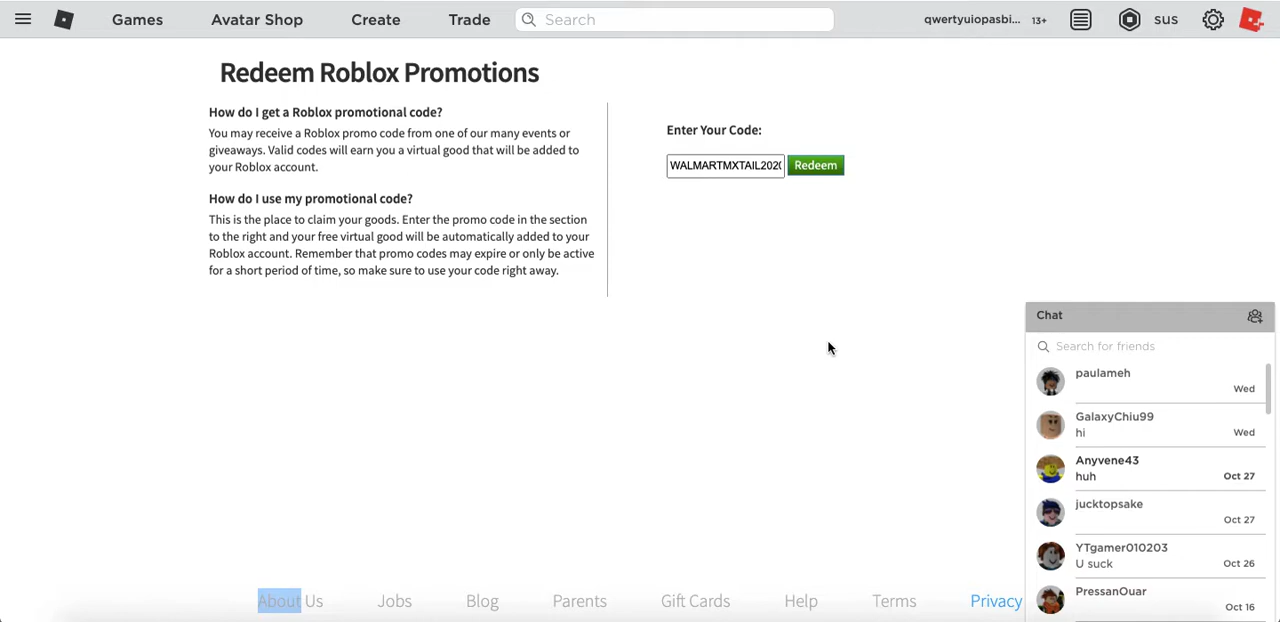 Games Avatar Shop Create Trade Search qwertyuiopasbi... 13+ sus
Redeem Roblox Promotions
How do I get a Roblox promotional code?
You may receive a Roblox promo code from one of our many events or
giveaways. Valid codes will earn you a virtual good that will be added to
your Roblox account.
How do I use my promotional code?
This is the place to claim your goods. Enter the promo code in the section
to the right and your free virtual good will be automatically added to your
Roblox account. Remember that promo codes may expire or only be active
for a short period of time, so make sure to use your code right away.
Enter Your Code:
WALMARTMXTAIL2020 Redeem
Chat
Search for friends
paulameh
Wed
GalaxyChiu99
hi Wed
Anyvene43
huh Oct 27
jucktopsake
Oct 27
YTgamer010203
U suck Oct 26
PressanOuar
Oct 16
About Us Jobs Blog Parents Gift Cards Help Terms Privacy